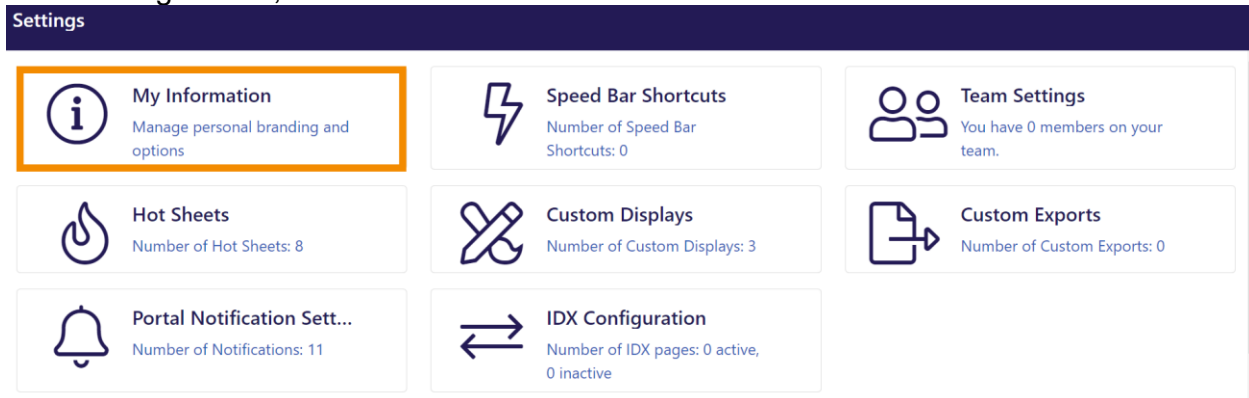 Settings
My Information
Manage personal branding and
options
Speed Bar Shortcuts
Number of Speed Bar
Shortcuts: 0
Team Settings
You have 0 members on your
team.
Hot Sheets
Number of Hot Sheets: 8
Custom Displays
Number of Custom Displays: 3
Custom Exports
Number of Custom Exports: 0
Portal Notification Sett...
Number of Notifications: 11
IDX Configuration
Number of IDX pages: 0 active,
0 inactive